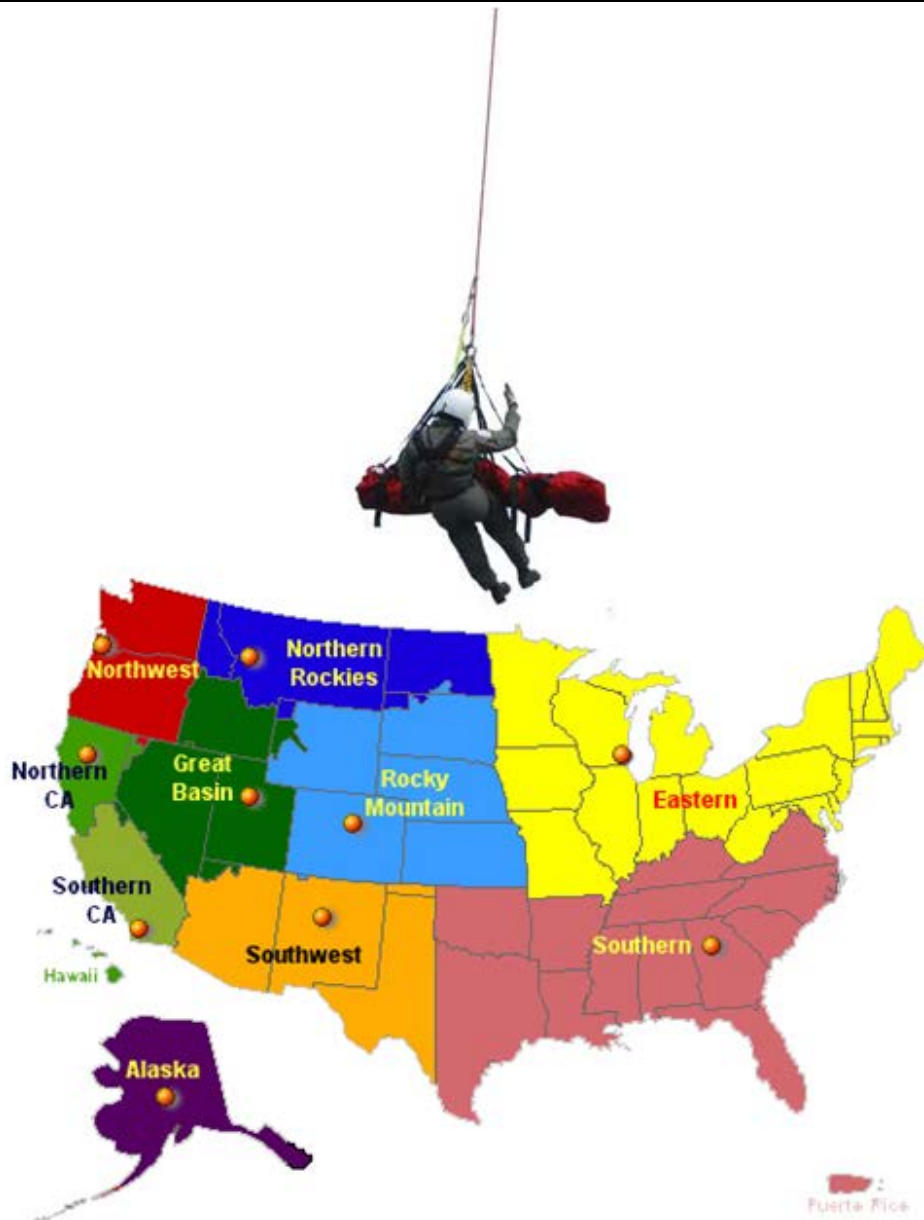 Northwest
Northern
Rockies
Northern
CA
Great
Basin
Rocky
Mountain
Eastern
Southern
CA
Southwest
Southern
Hawaii
Alaska
Puerto Rico